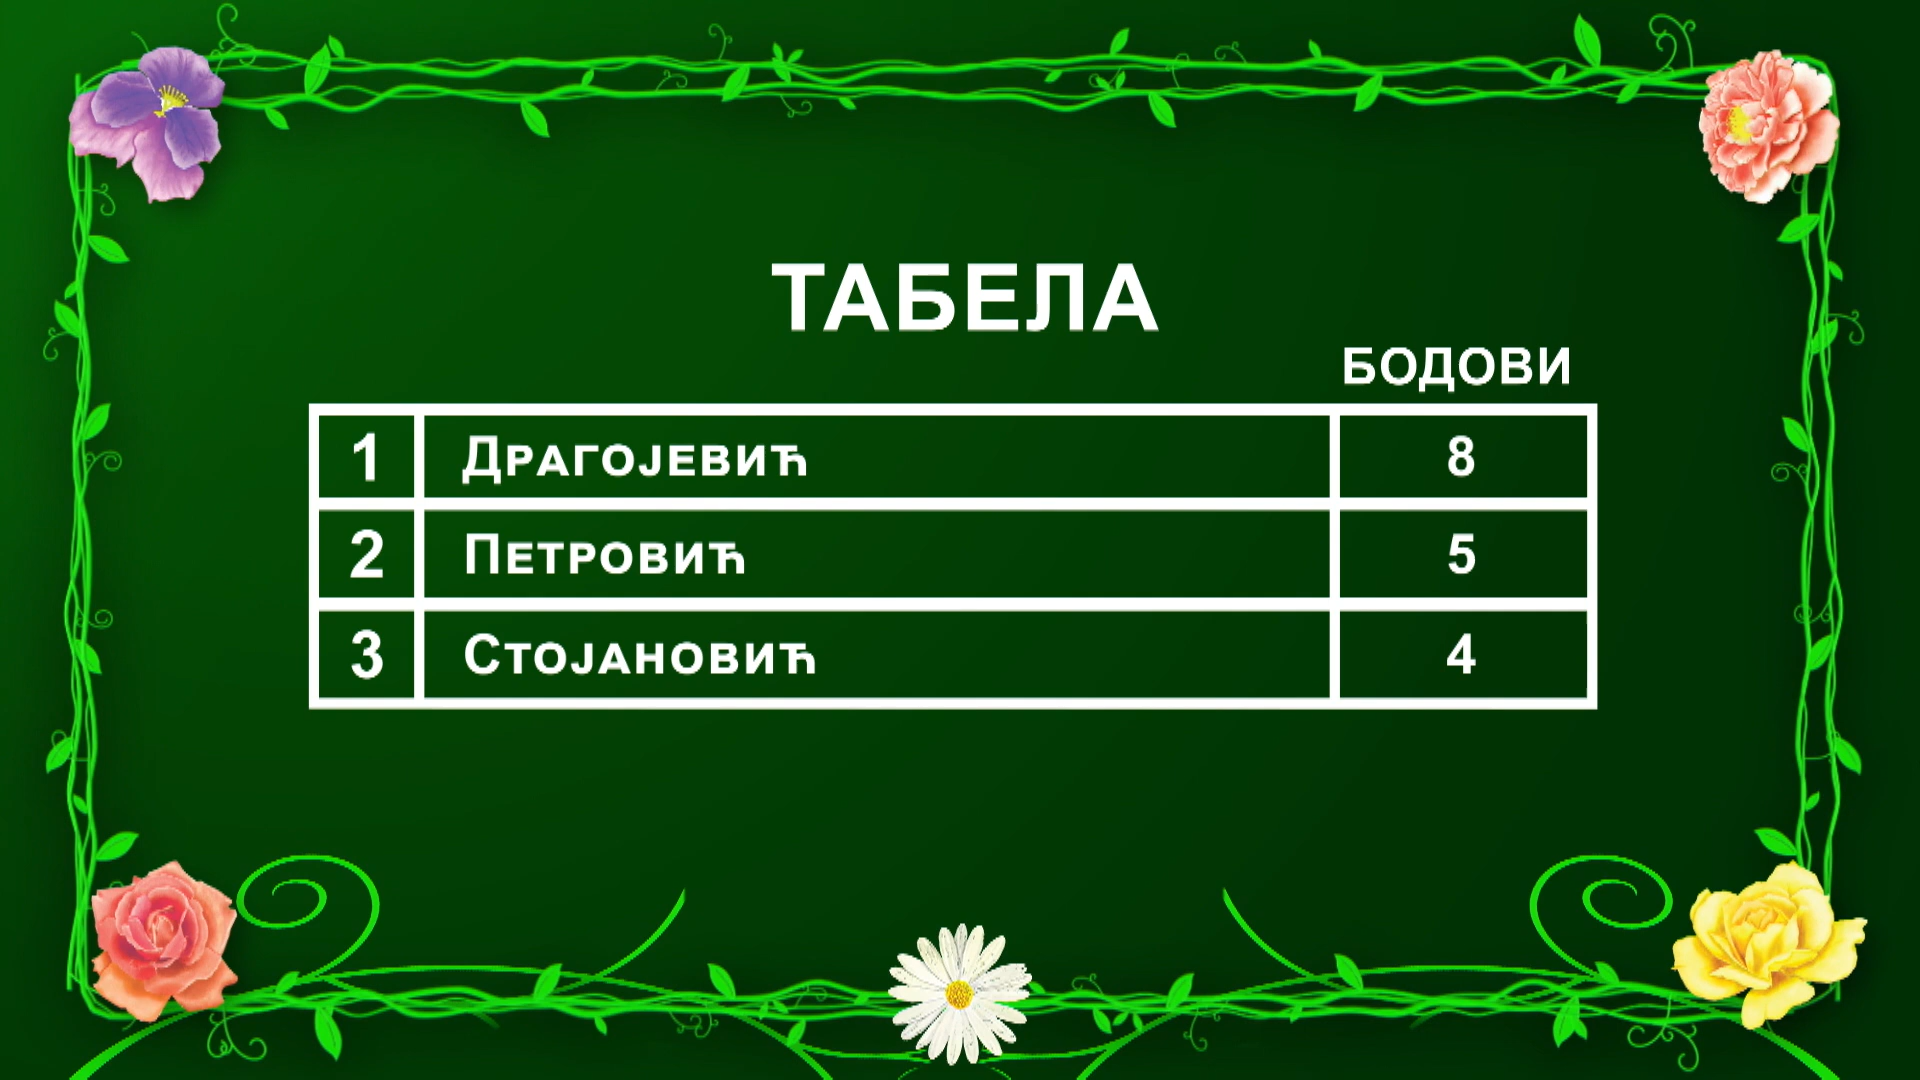 ТАБЕЛА
БОДОВИ
1 Драгојевић 8
2 Петровић 5
3 Стојановић 4